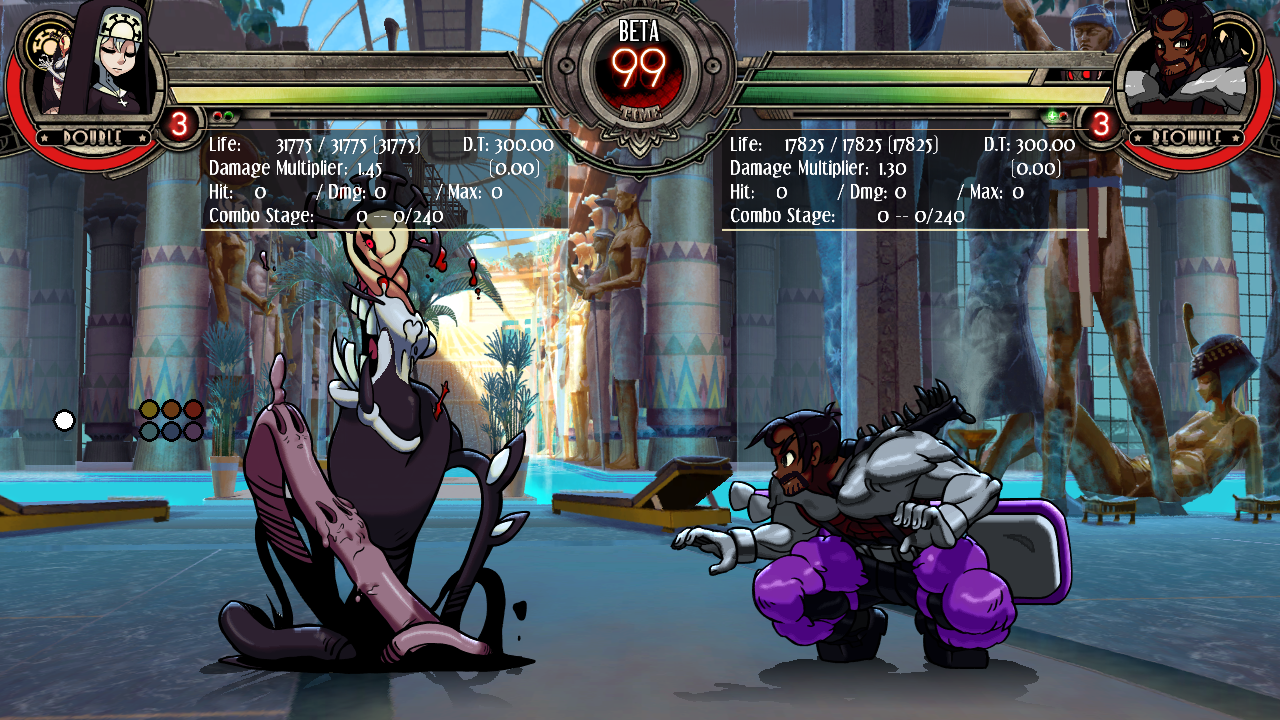 BETA
99
TIME
DOUBLE
3
3
BEOWULF
Life: 31775 / 31775 (31775) D.T: 300.00
Damage Multiplier: 1.45 (0.00)
Hit: 0 / Dmg: 0 / Max: 0
Combo Stage: 0 -- 0/240
Life: 17825 / 17825 (17825) D.T: 300.00
Damage Multiplier: 1.30 (0.00)
Hit: 0 / Dmg: 0 / Max: 0
Combo Stage: 0 -- 0/240